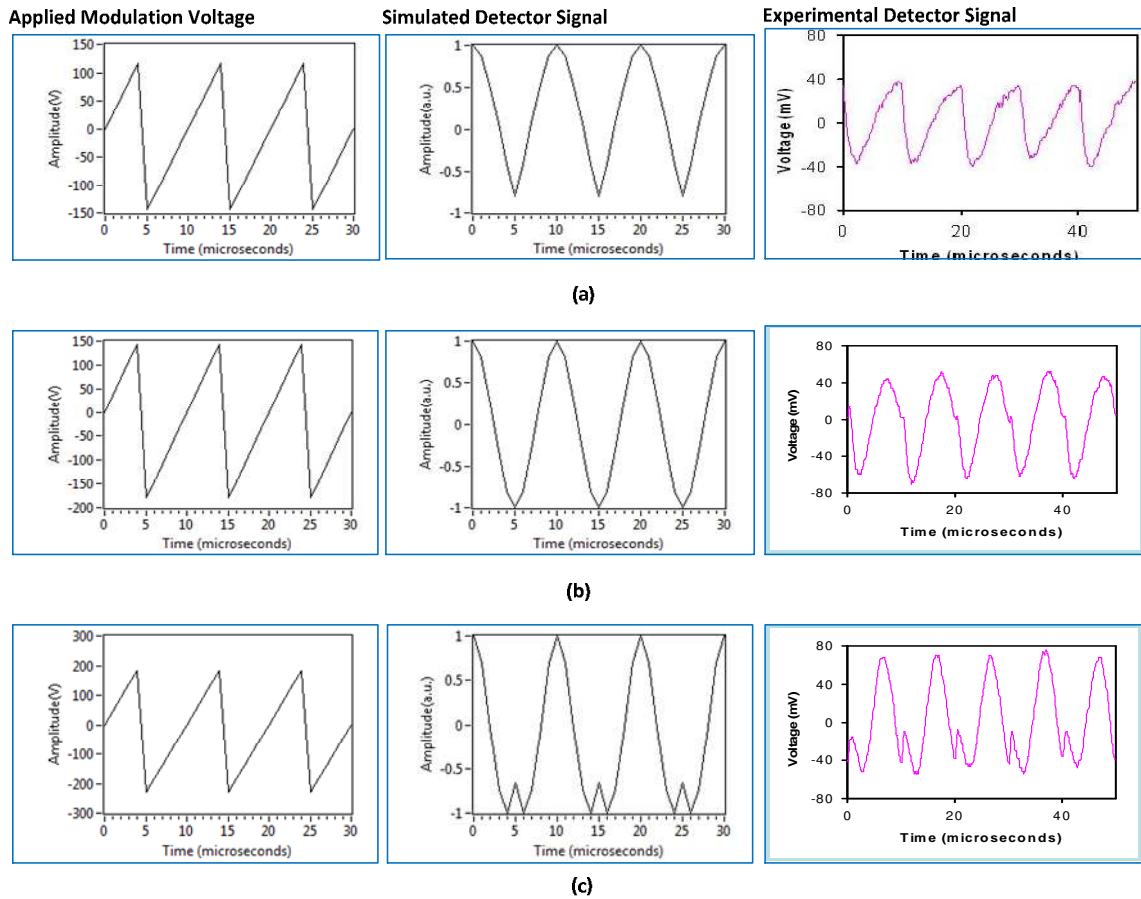 Applied Modulation Voltage
Simulated Detector Signal
Experimental Detector Signal
Amplitude(V)
150
100
50
0
-50
-100
-150
0 5 10 15 20 25 30
Time (microseconds)
Amplitude(a.u.)
1
0.5
0
-0.5
-1
0 5 10 15 20 25 30
Time (microseconds)
Voltage (mV)
80
40
0
-40
-80
0 20 40
Time (microseconds)
(a)
Amplitude(V)
150
100
50
0
-50
-100
-150
-200
0 5 10 15 20 25 30
Time (microseconds)
Amplitude(a.u.)
1
0.5
0
-0.5
-1
0 5 10 15 20 25 30
Time (microseconds)
Voltage (mV)
80
40
0
-40
-80
0 20 40
Time (microseconds)
(b)
Amplitude(V)
300
200
100
0
-100
-200
-300
0 5 10 15 20 25 30
Time (microseconds)
Amplitude(a.u.)
1
0.5
0
-0.5
-1
0 5 10 15 20 25 30
Time (microseconds)
Voltage (mV)
80
40
0
-40
-80
0 20 40
Time (microseconds)
(c)